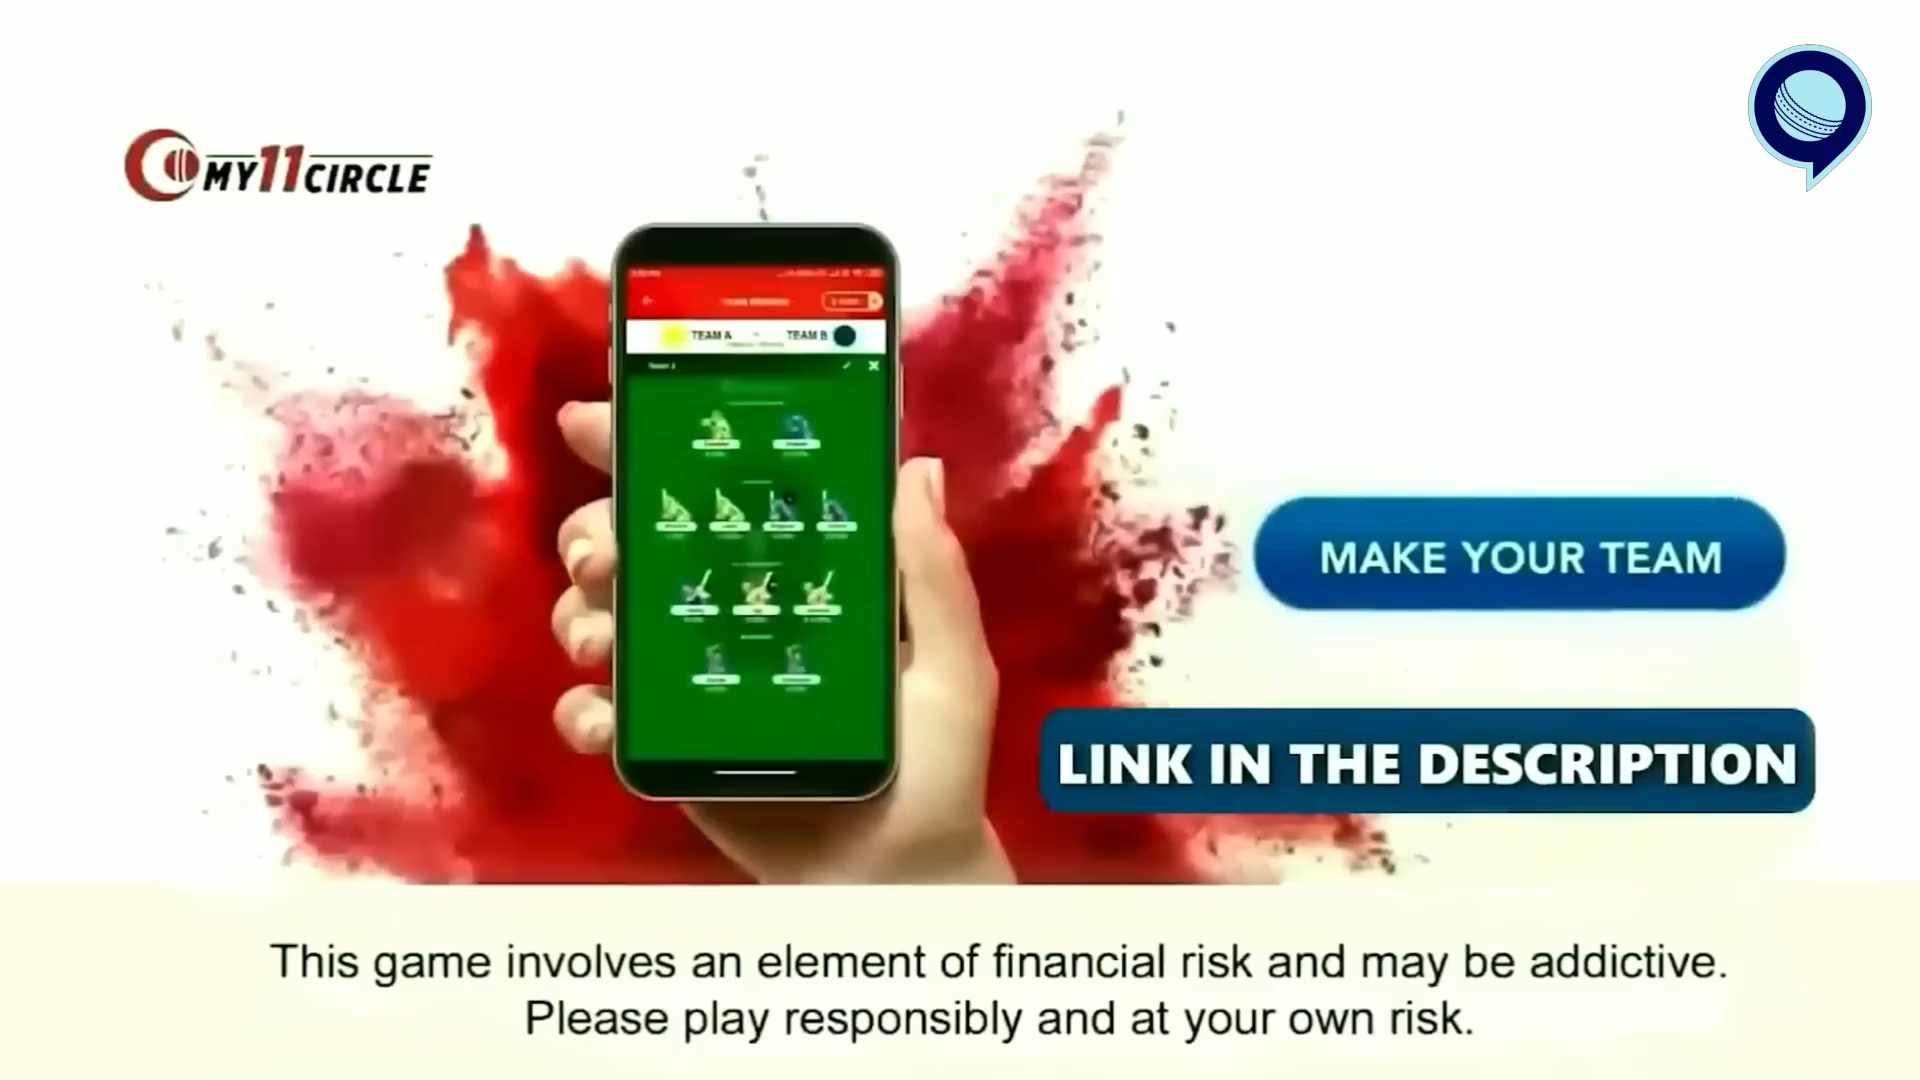 MY11CIRCLE
TEAM A
TEAM B
MAKE YOUR TEAM
LINK IN THE DESCRIPTION
This game involves an element of financial risk and may be addictive.
Please play responsibly and at your own risk.